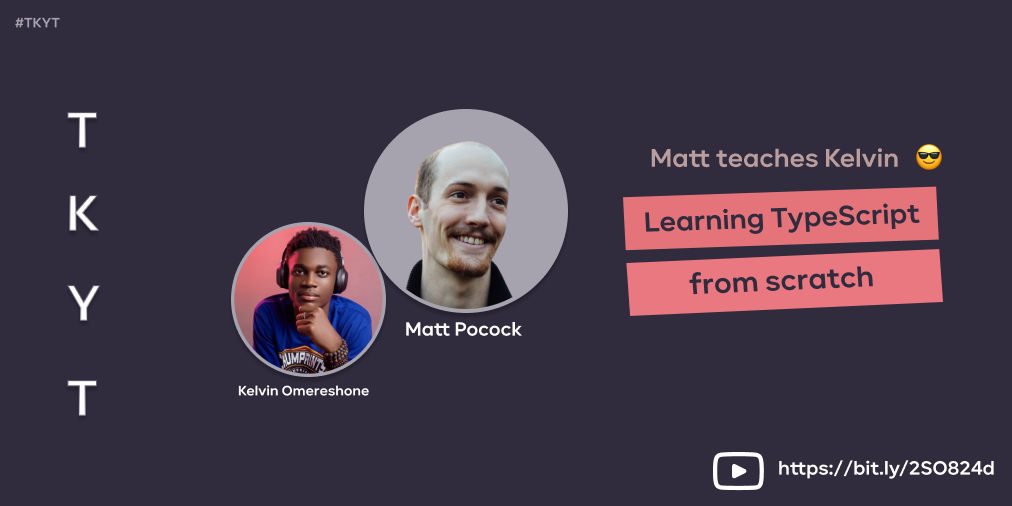 #TKYT
T
K
Y
T
Matt teaches Kelvin 😎
Learning TypeScript
from scratch
Matt Pocock
Kelvin Omereshone
https://bit.ly/2SO824d